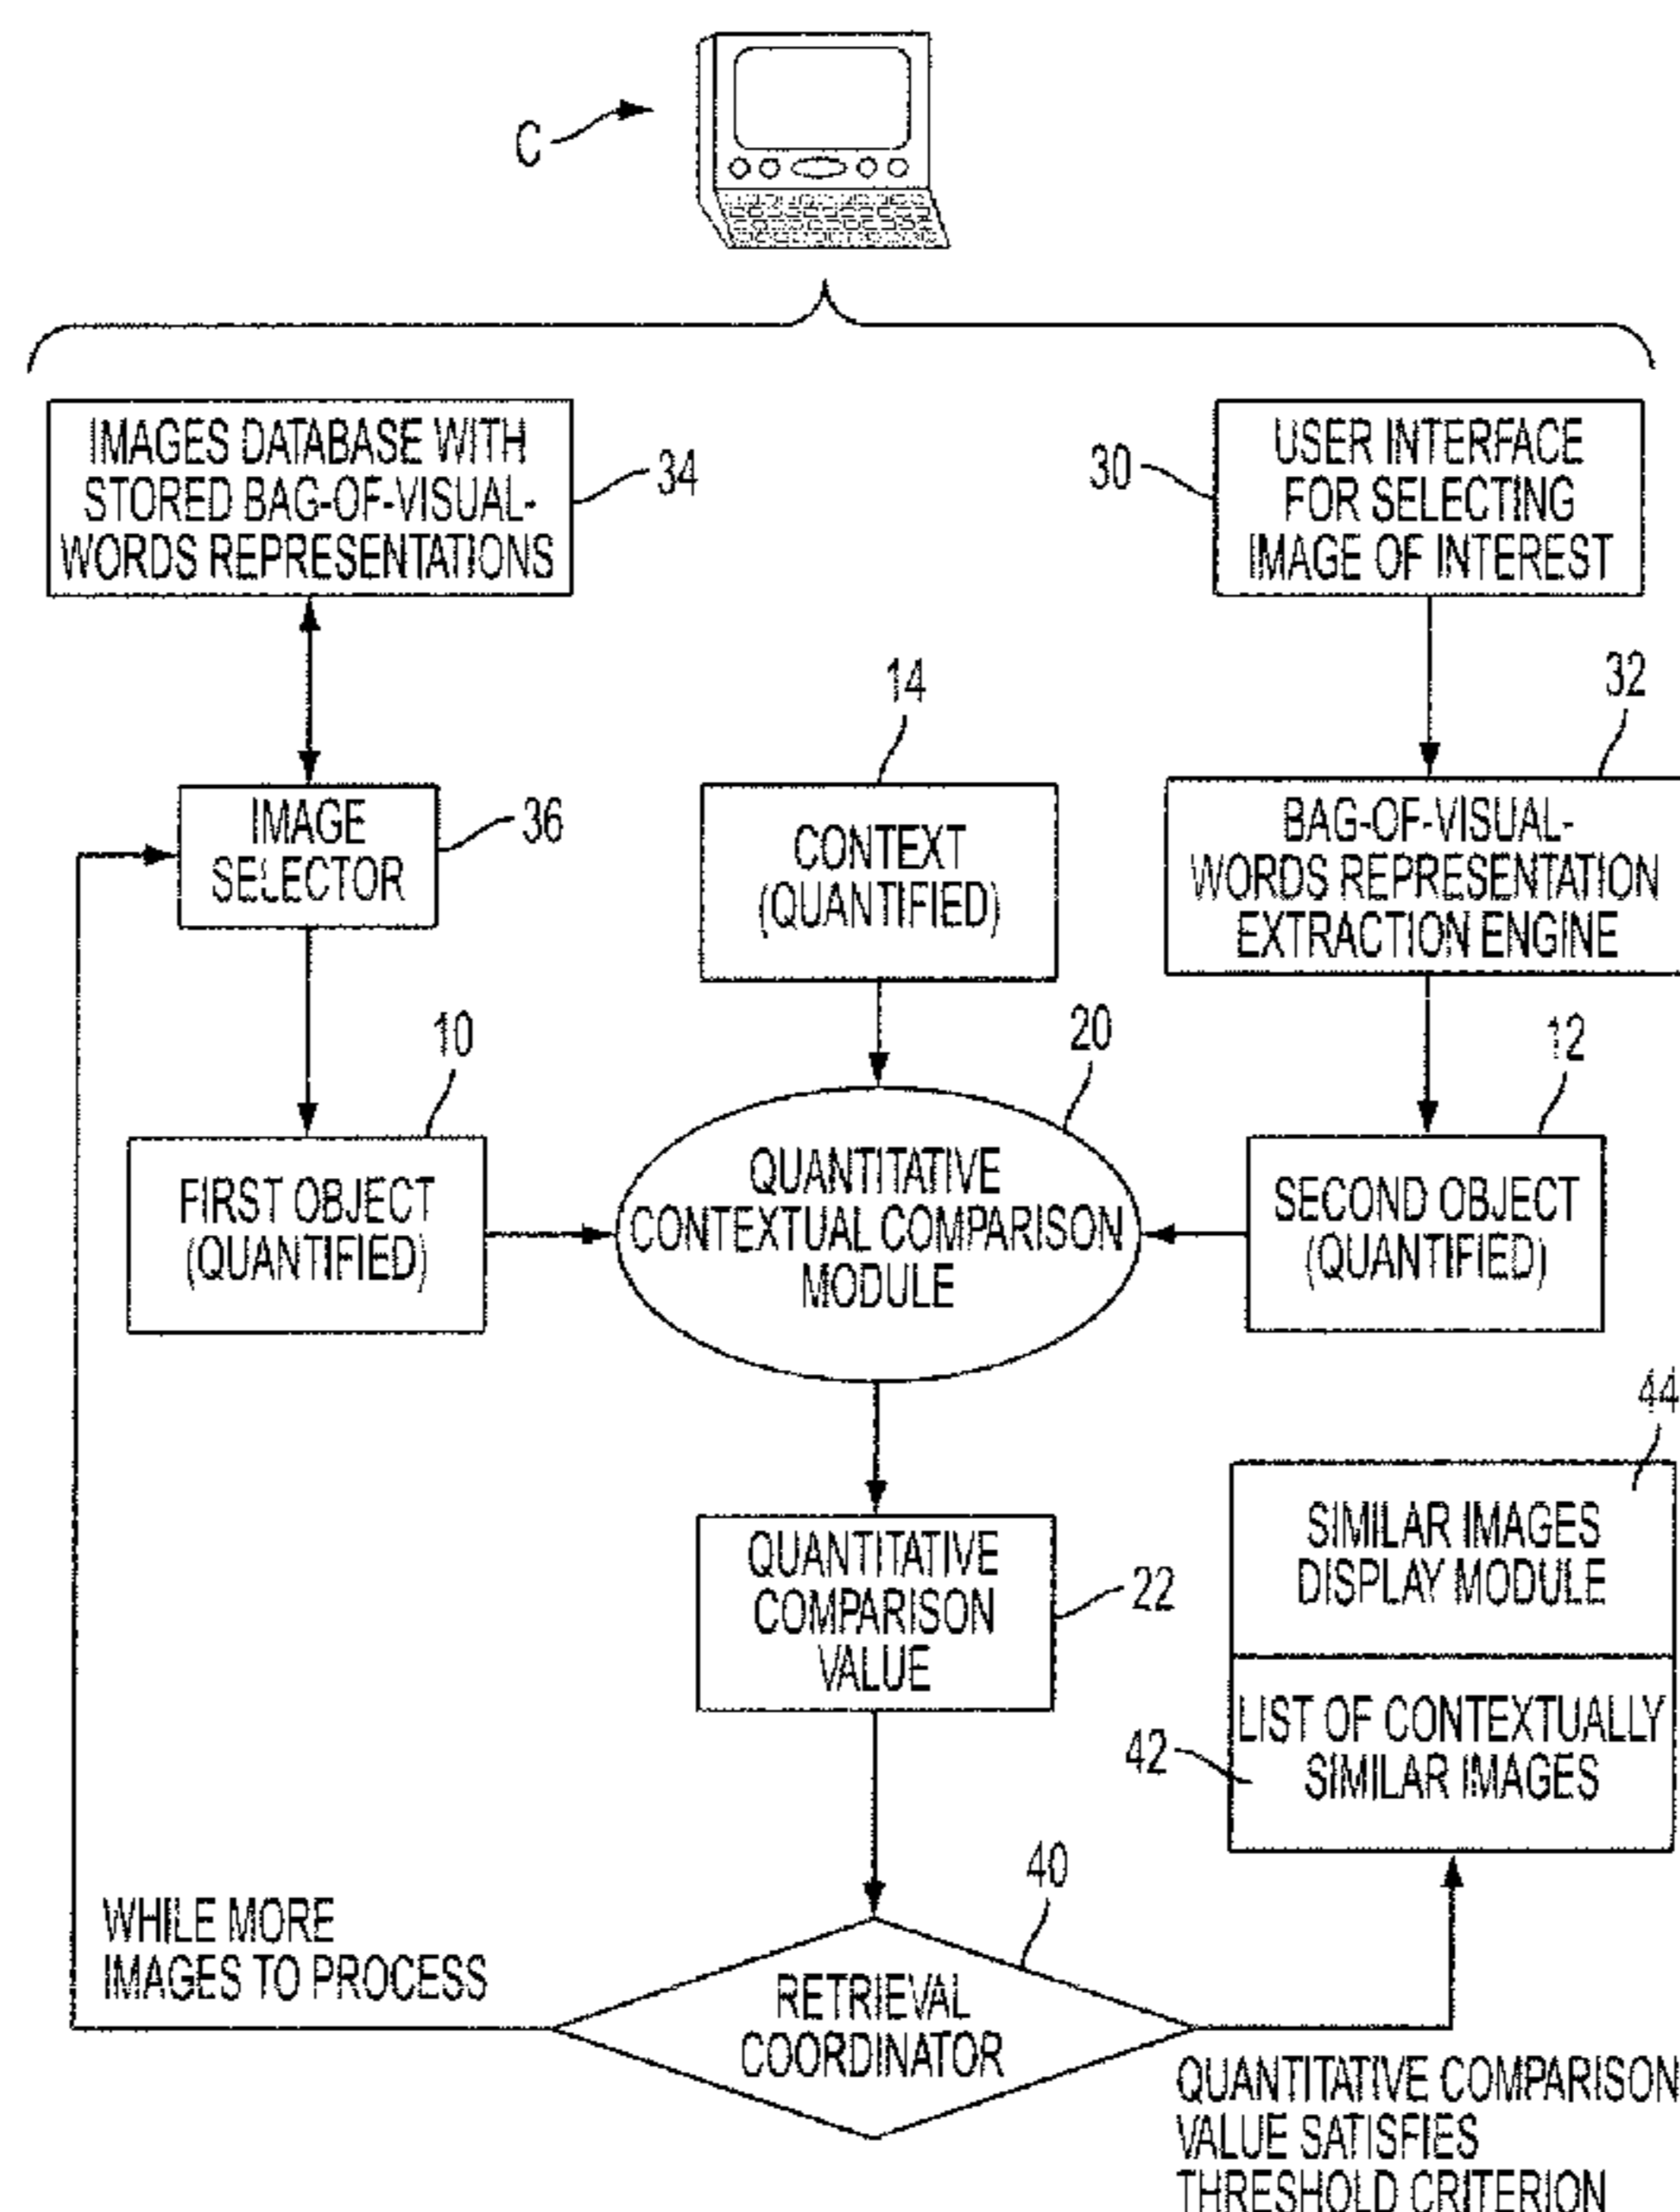 C
IMAGES DATABASE WITH
STORED BAG-OF-VISUAL-
WORDS REPRESENTATIONS
34
30
USER INTERFACE
FOR SELECTING
IMAGE OF INTEREST
14
32
IMAGE
SELECTOR
36
CONTEXT
(QUANTIFIED)
BAG-OF-VISUAL-
WORDS REPRESENTATION
EXTRACTION ENGINE
10
20
12
FIRST OBJECT
(QUANTIFIED)
QUANTITATIVE
CONTEXTUAL COMPARISON
MODULE
SECOND OBJECT
(QUANTIFIED)
44
QUANTITATIVE
COMPARISON
VALUE
22
SIMILAR IMAGES
DISPLAY MODULE
42
LIST OF CONTEXTUALLY
SIMILAR IMAGES
40
WHILE MORE
IMAGES TO PROCESS
RETRIEVAL
COORDINATOR
QUANTITATIVE COMPARISON
VALUE SATISFIES
THRESHOLD CRITERION